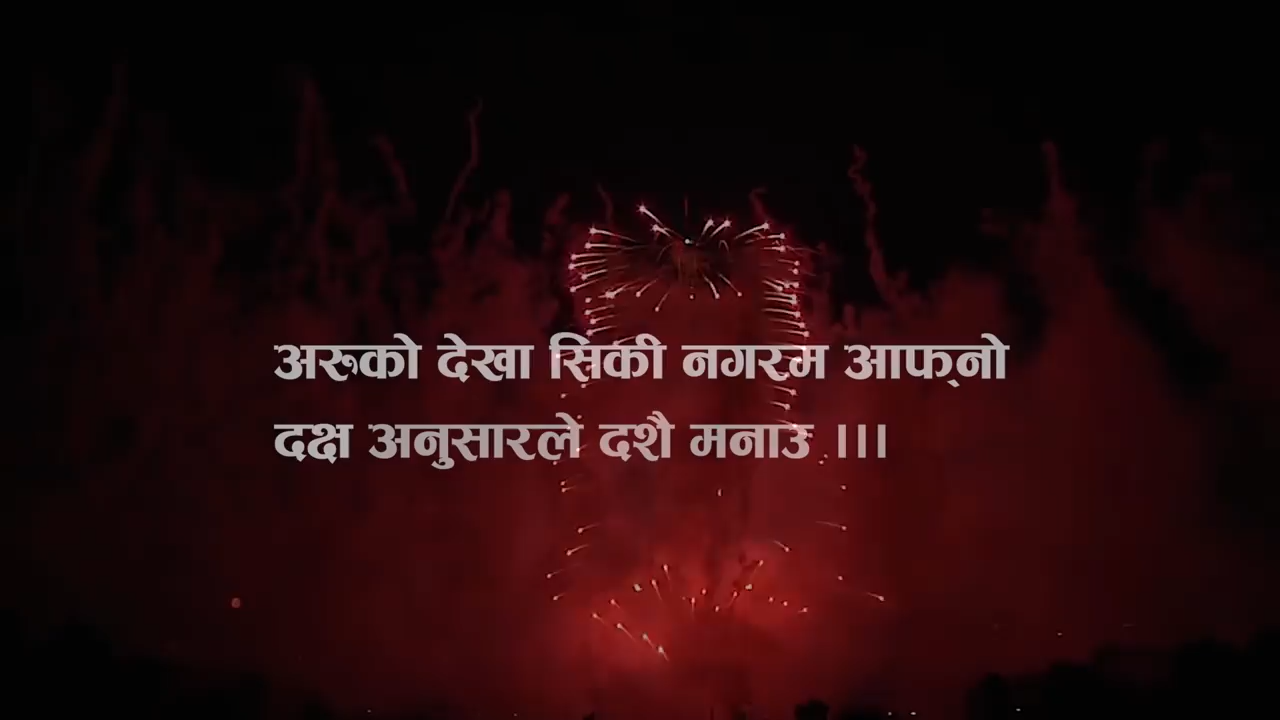 अरुको देखा सिकी नगरम आफ्‌नो
दक्ष अनुसारले दशै मनाउ ।।।